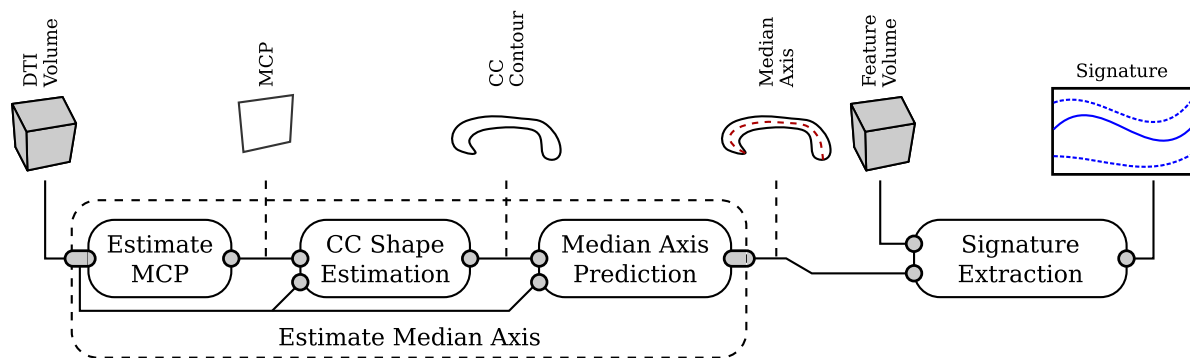 DTI
Volume
MCP
CC
Contour
Median
Axis
Feature
Volume
Signature
Estimate
MCP
CC Shape
Estimation
Median Axis
Prediction
Signature
Extraction
Estimate Median Axis